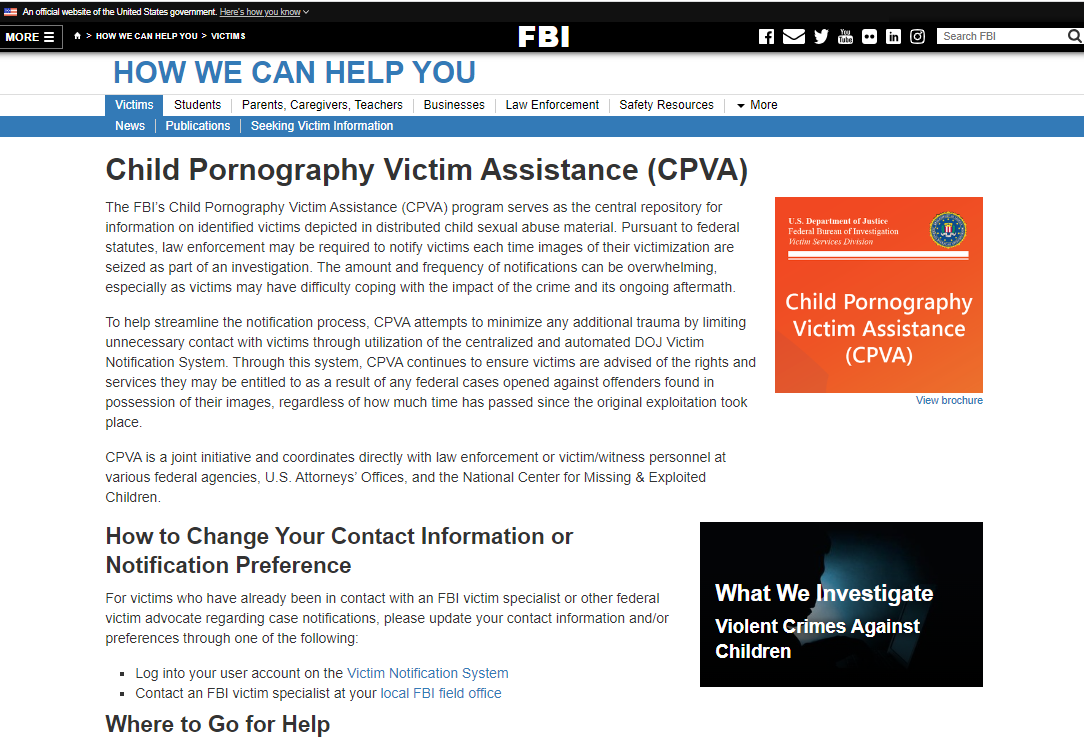 An official website of the United States government. Here's how you know
MORE
> HOW WE CAN HELP YOU > VICTIMS
FBI
You Tube
Search FBI
HOW WE CAN HELP YOU
Victims
Students
Parents, Caregivers, Teachers
Businesses
Law Enforcement
Safety Resources
More
News
Publications
Seeking Victim Information
Child Pornography Victim Assistance (CPVA)
The FBI’s Child Pornography Victim Assistance (CPVA) program serves as the central repository for
information on identified victims depicted in distributed child sexual abuse material. Pursuant to federal
statutes, law enforcement may be required to notify victims each time images of their victimization are
seized as part of an investigation. The amount and frequency of notifications can be overwhelming,
especially as victims may have difficulty coping with the impact of the crime and its ongoing aftermath.
To help streamline the notification process, CPVA attempts to minimize any additional trauma by limiting
unnecessary contact with victims through utilization of the centralized and automated DOJ Victim
Notification System. Through this system, CPVA continues to ensure victims are advised of the rights and
services they may be entitled to as a result of any federal cases opened against offenders found in
possession of their images, regardless of how much time has passed since the original exploitation took
place.
CPVA is a joint initiative and coordinates directly with law enforcement or victim/witness personnel at
various federal agencies, U.S. Attorneys’ Offices, and the National Center for Missing & Exploited
Children.
U.S. Department of Justice
Federal Bureau of Investigation
Victim Services Division
Child Pornography
Victim Assistance
(CPVA)
View brochure
How to Change Your Contact Information or
Notification Preference
For victims who have already been in contact with an FBI victim specialist or other federal
victim advocate regarding case notifications, please update your contact information and/or
preferences through one of the following:
Log into your user account on the Victim Notification System
Contact an FBI victim specialist at your local FBI field office
What We Investigate
Violent Crimes Against
Children
Where to Go for Help